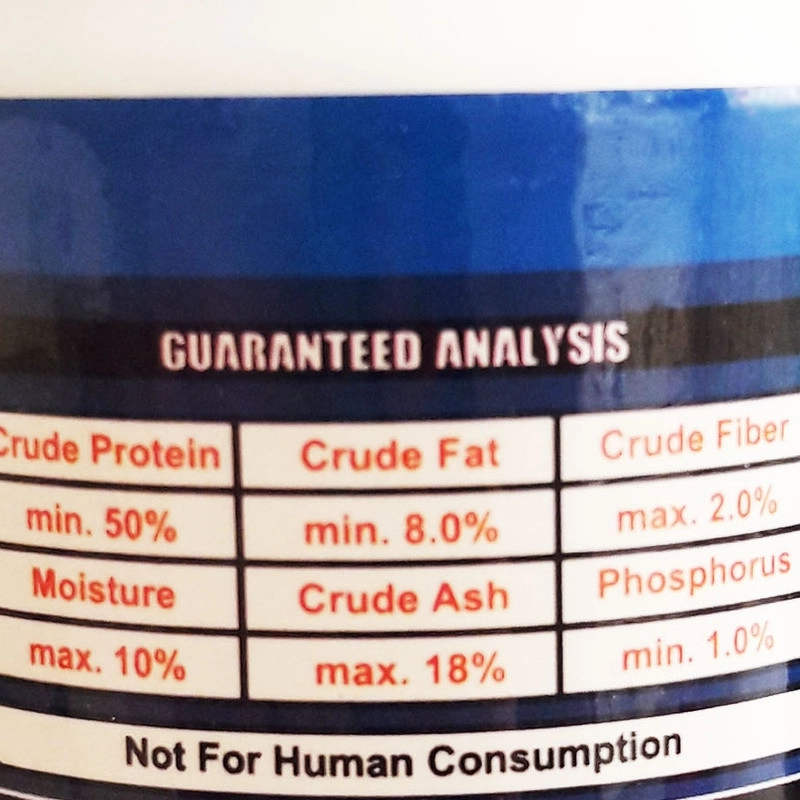 GUARANTEED ANALYSIS
Crude Protein Crude Fat Crude Fiber
min. 50% min. 8.0% max. 2.0%
Moisture Crude Ash Phosphorus
max. 10% max. 18% min. 1.0%
Not For Human Consumption